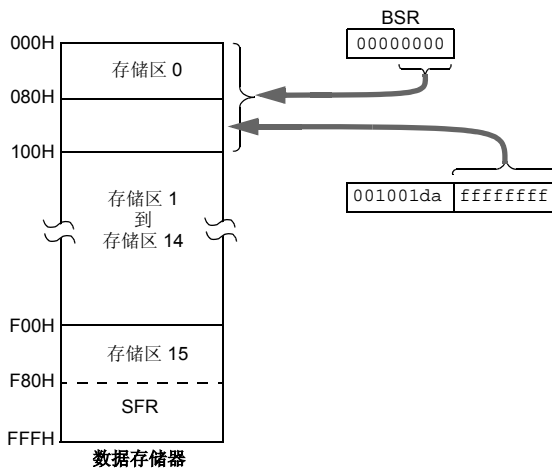 BSR
000H
00000000
存储区 0
080H
100H
001001da ffffffff
存储区 1
到
存储区 14
F00H
存储区 15
F80H
SFR
FFFH
数据存储器